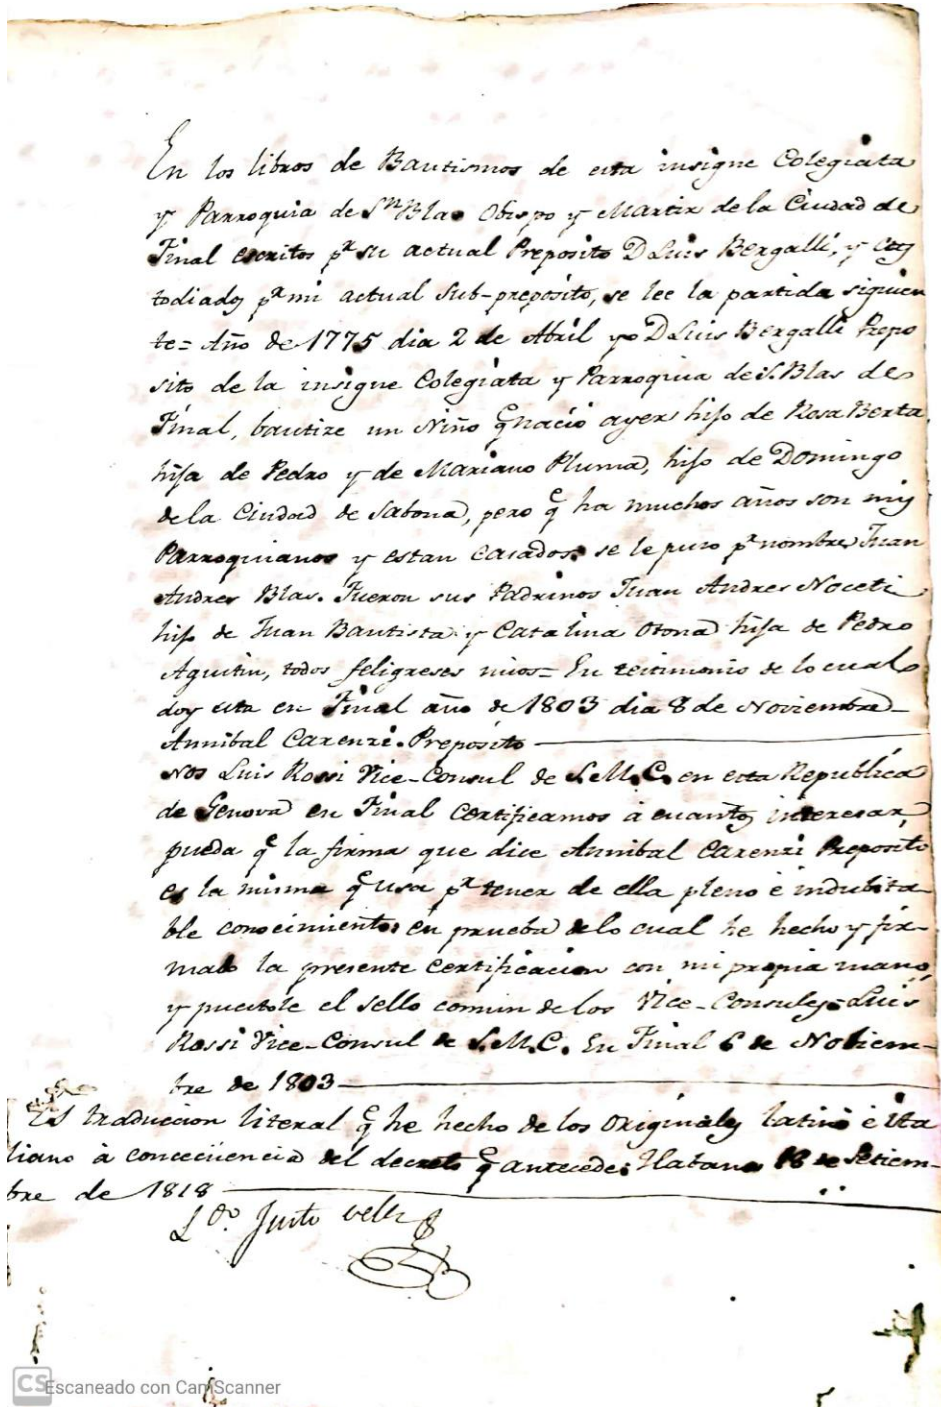 En los libros de Bautismos de esta insigne Colegiata
y Parroquia de Sn Blas Obispo y Martir de la Ciudad de
Final escritos pr su actual Preposito D Luis Bergalli, y cus
todiados pr mi actual Sub-preposito, se lee la partida siguien
te= Año de 1775 dia 2 de Abril yo D Luis Bergalli Prepo
sito de la insigne Colegiata y Parroquia de S. Blas de
Final, bautize un Niño q nacio ayer hijo de Rosa Berta
hija de Pedro y de Mariano Pluma, hijo de Domingo
de la Ciudad de Sabona, pero q ha muchos años son mis
Parroquianos y estan casados. se le puso pr nombre Juan
Andres Blas. Fueron sus Padrinos Juan Andres Noceti
hijo de Juan Bautista y Catalina Otona hija de Pedro
Agustin, todos feligreses mios= En testimonio de lo cual
doy esta en Final año de 1803 dia 8 de Noviembre
Annibal Carenzi. Preposito
Nos Luis Rossi Vice-Consul de S.M.C. en esta Republica
de Genova en Final Certificamos á cuantos interesar
pueda q la firma que dice Annibal Carenzi Preposito
es la misma q usa pr tener de ella pleno é indubita-
ble conocimiento, en prueba de lo cual he hecho y fir-
mado la presente Certificacion con mi propia mano,
y puestole el sello comun de los Vice-Consules= Luis
Rossi Vice-Consul de S.M.C. En Final 6 de Nobiem-
bre de 1803
Es traduccion literal q he hecho de los Originales latino é Ita
liano á consecuencia del decreto q antecede. Habana 18 de Setiem-
bre de 1818
Ldo. Justo Velez
CS Escaneado con CamScanner